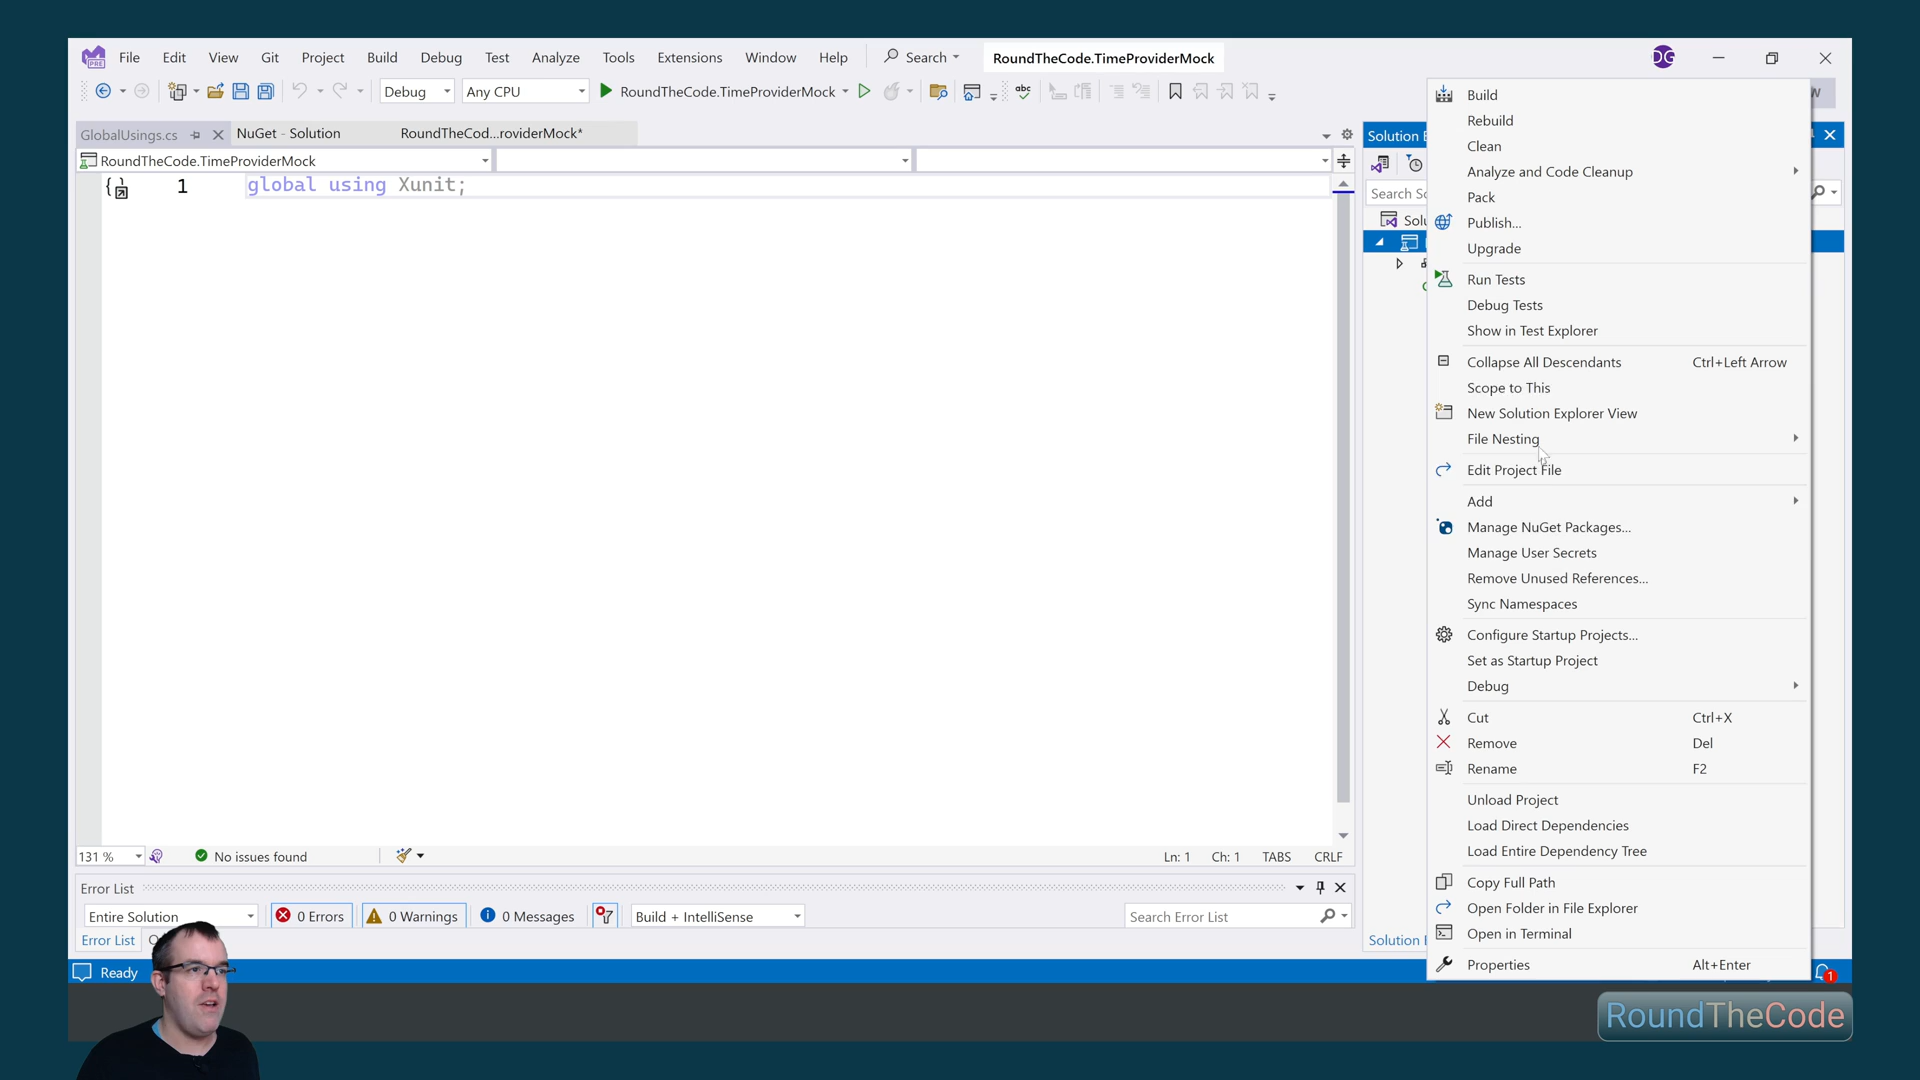 File Edit View Git Project Build Debug Test Analyze Tools Extensions Window Help Search RoundTheCode.TimeProviderMock
DG
PRE
Debug Any CPU RoundTheCode.TimeProviderMock
abc
GlobalUsings.cs NuGet - Solution RoundTheCod...roviderMock*
RoundTheCode.TimeProviderMock
1 global using Xunit;
131 % No issues found Ln: 1 Ch: 1 TABS CRLF
Error List
Entire Solution 0 Errors 0 Warnings 0 Messages Build + IntelliSense Search Error List
Error List
Ready
Solution
Search
Build
Rebuild
Clean
Analyze and Code Cleanup
Pack
Publish...
Upgrade
Run Tests
Debug Tests
Show in Test Explorer
Collapse All Descendants Ctrl+Left Arrow
Scope to This
New Solution Explorer View
File Nesting
Edit Project File
Add
Manage NuGet Packages...
Manage User Secrets
Remove Unused References...
Sync Namespaces
Configure Startup Projects...
Set as Startup Project
Debug
Cut Ctrl+X
Remove Del
Rename F2
Unload Project
Load Direct Dependencies
Load Entire Dependency Tree
Copy Full Path
Open Folder in File Explorer
Open in Terminal
Properties Alt+Enter
Solution
1
RoundTheCode